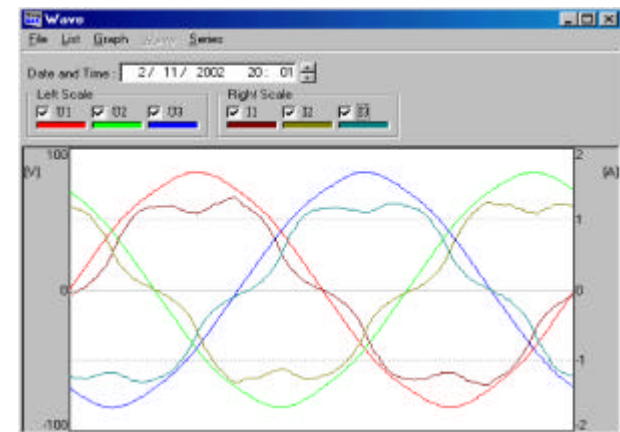 Wave
File List Graph Wave Series
Date and Time : 2/ 11/ 2002 20: 01
Left Scale Right Scale
U1 U2 U3 I1 I2 I3
100 2
[V] [A]
1
0 0
-1
-100 -2